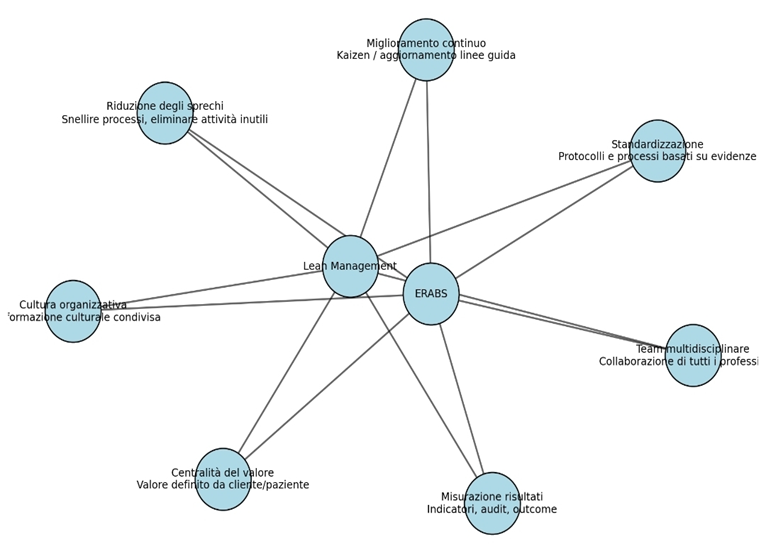 Miglioramento continuo
Kaizen / aggiornamento linee guida
Riduzione degli sprechi
Snellire processi, eliminare attività inutili
Standardizzazione
Protocolli e processi basati su evidenze
Lean Management
ERABS
Cultura organizzativa
formazione culturale condivisa
Team multidisciplinare
Collaborazione di tutti i professi
Centralità del valore
Valore definito da cliente/paziente
Misurazione risultati
Indicatori, audit, outcome